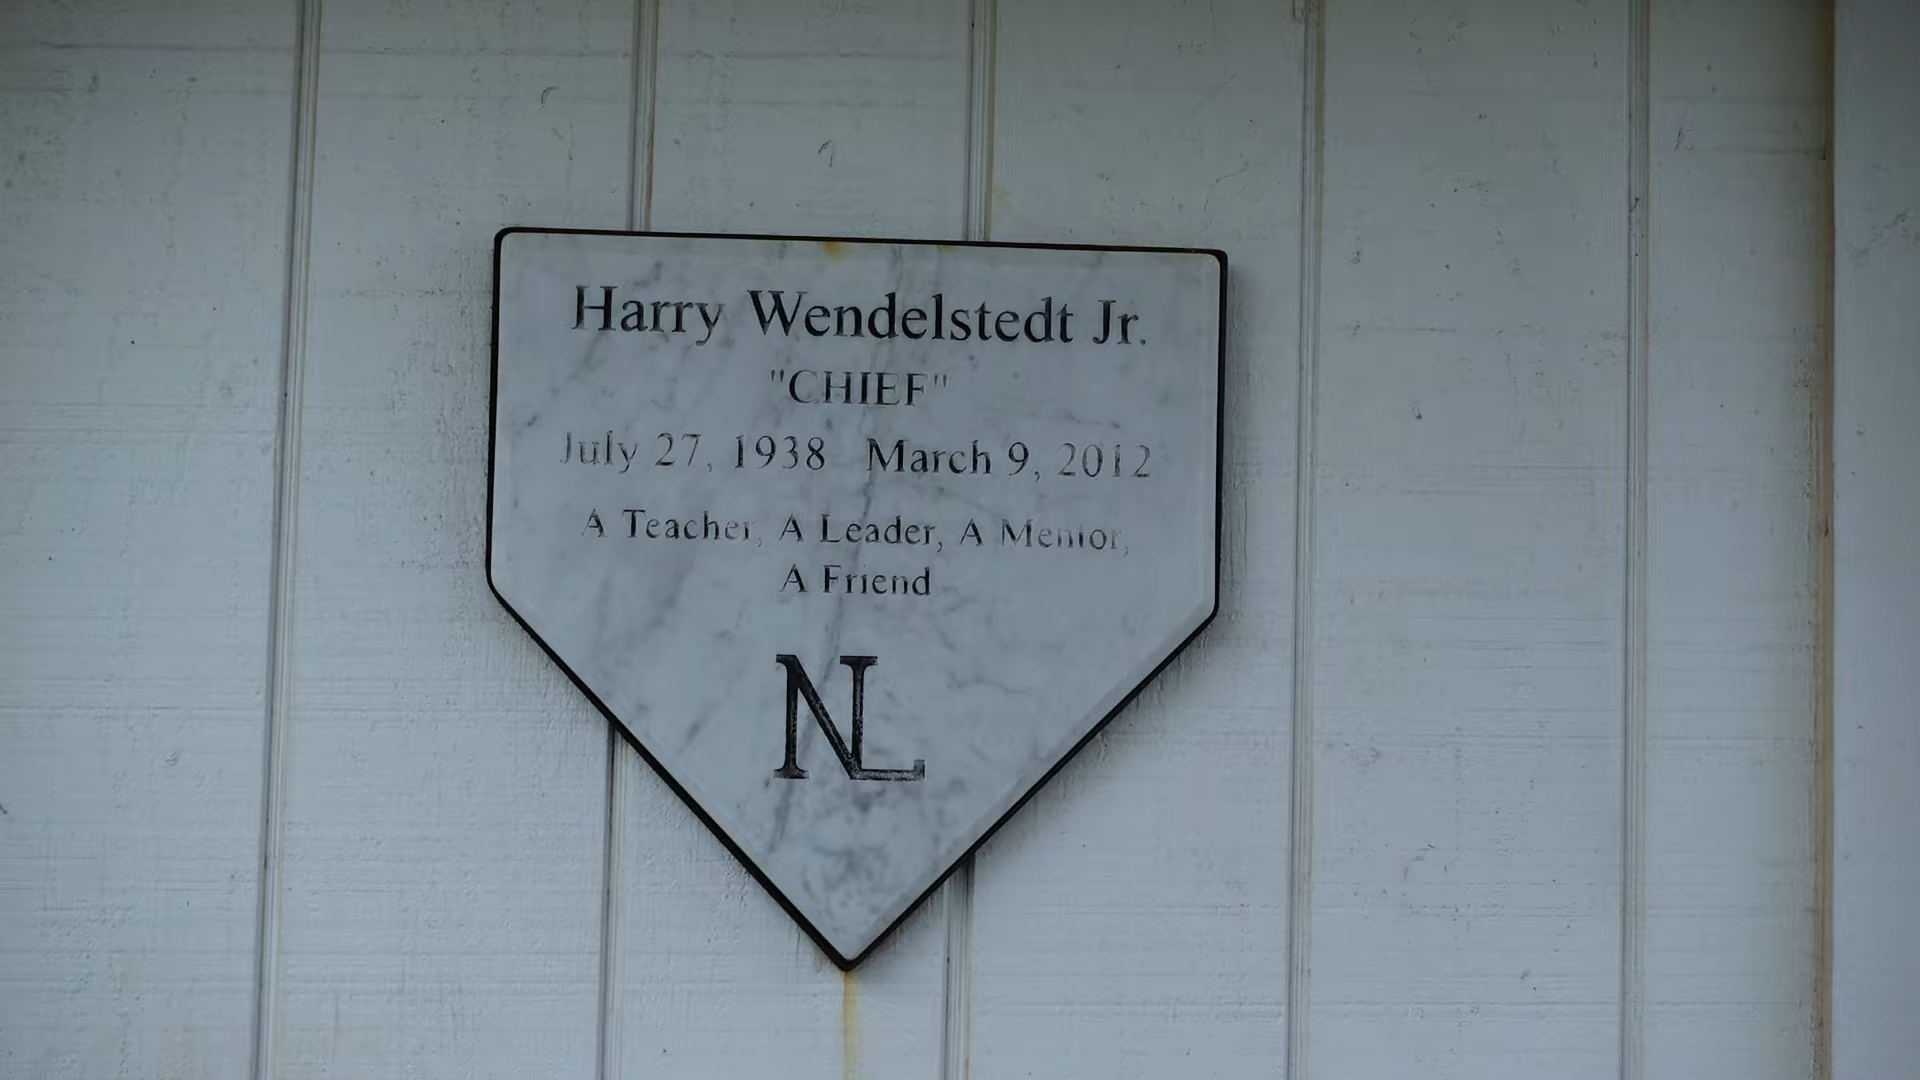 Harry Wendelstedt Jr.
"CHIEF"
July 27, 1938 March 9, 2012
A Teacher, A Leader, A Mentor,
A Friend
NL